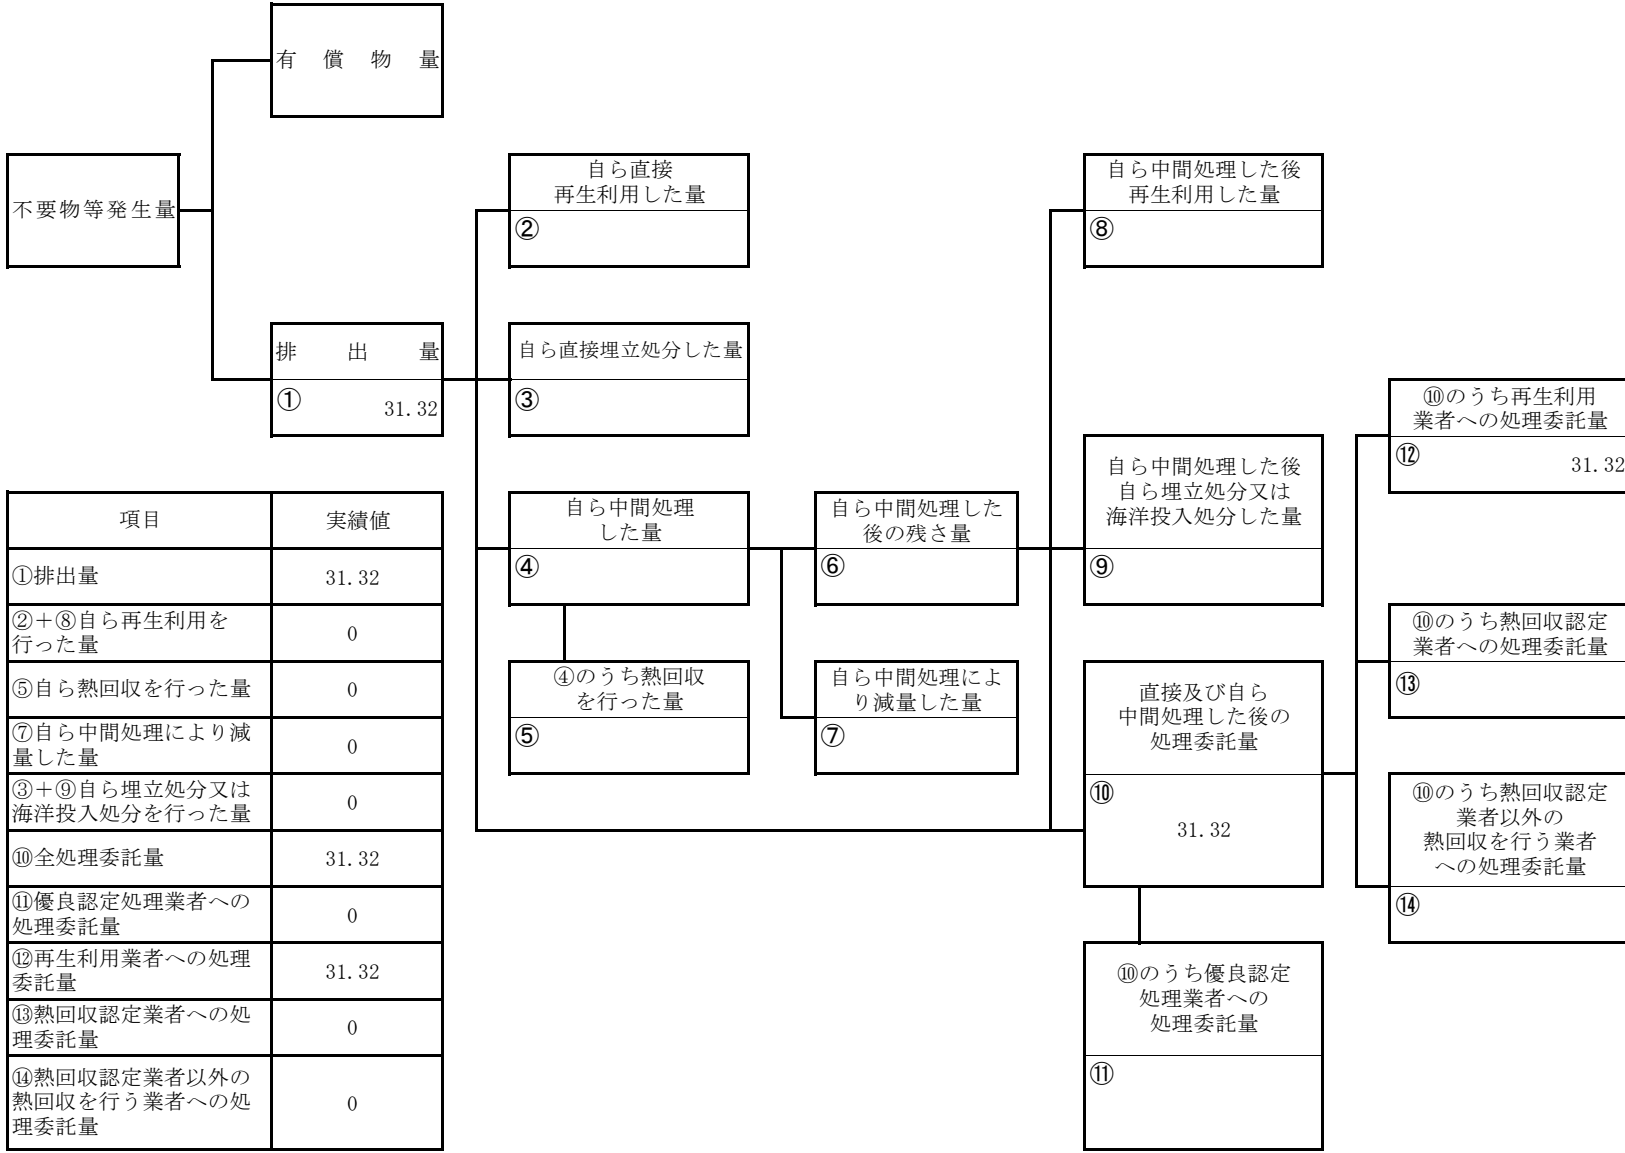 有償物量
不要物等発生量
排出量
①
31.32
自ら直接
再生利用した量
②
自ら直接埋立処分した量
③
自ら中間処理
した量
④
④のうち熱回収
を行った量
⑤
自ら中間処理した
後の残さ量
⑥
自ら中間処理によ
り減量した量
⑦
自ら中間処理した後
再生利用した量
⑧
自ら中間処理した後
自ら埋立処分又は
海洋投入処分した量
⑨
直接及び自ら
中間処理した後の
処理委託量
⑩
31.32
⑩のうち優良認定
処理業者への
処理委託量
⑪
⑩のうち再生利用
業者への処理委託量
⑫
31.32
⑩のうち熱回収認定
業者への処理委託量
⑬
⑩のうち熱回収認定
業者以外の
熱回収を行う業者
への処理委託量
⑭
項目 実績値
①排出量 31.32
②＋⑧自ら再生利用を
行った量 0
⑤自ら熱回収を行った量 0
⑦自ら中間処理により減
量した量 0
③＋⑨自ら埋立処分又は
海洋投入処分を行った量 0
⑩全処理委託量 31.32
⑪優良認定処理業者への
処理委託量 0
⑫再生利用業者への処理
委託量 31.32
⑬熱回収認定業者への処
理委託量 0
⑭熱回収認定業者以外の
熱回収を行う業者への処
理委託量 0